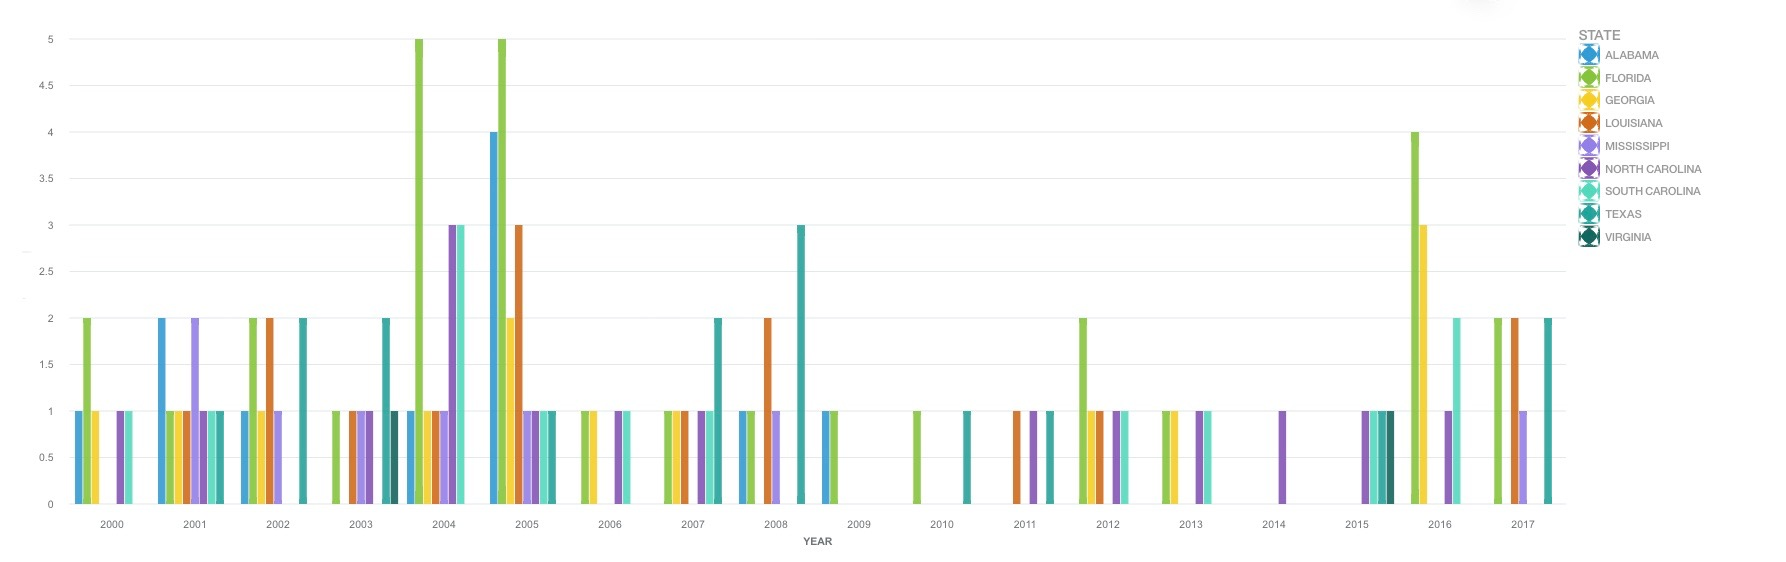 STATE
ALABAMA
FLORIDA
GEORGIA
LOUISIANA
MISSISSIPPI
NORTH CAROLINA
SOUTH CAROLINA
TEXAS
VIRGINIA
5
4.5
4
3.5
3
2.5
2
1.5
1
0.5
0
2000 2001 2002 2003 2004 2005 2006 2007 2008 2009 2010 2011 2012 2013 2014 2015 2016 2017
YEAR